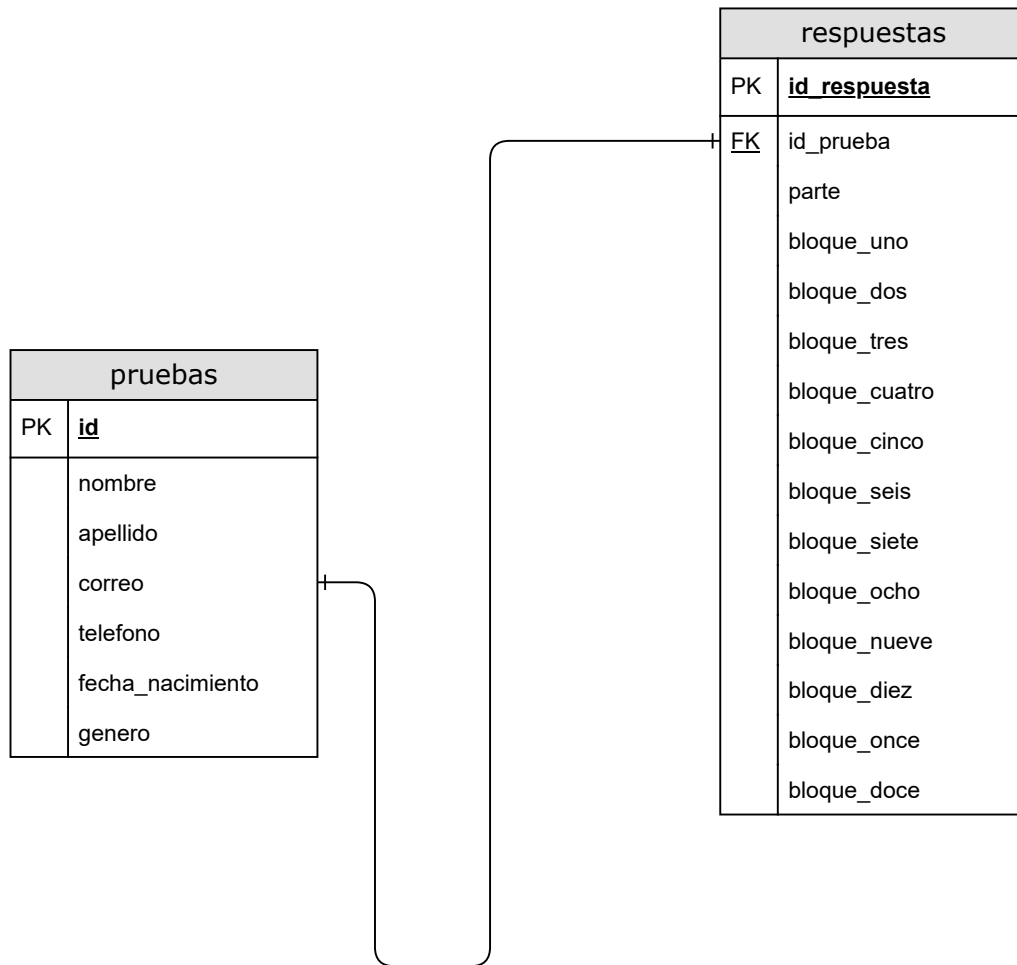 respuestas
PK id_respuesta
FK id_prueba
parte
bloque_uno
bloque_dos
bloque_tres
bloque_cuatro
bloque_cinco
bloque_seis
bloque_siete
bloque_ocho
bloque_nueve
bloque_diez
bloque_once
bloque_doce
pruebas
PK id
nombre
apellido
correo
telefono
fecha_nacimiento
genero